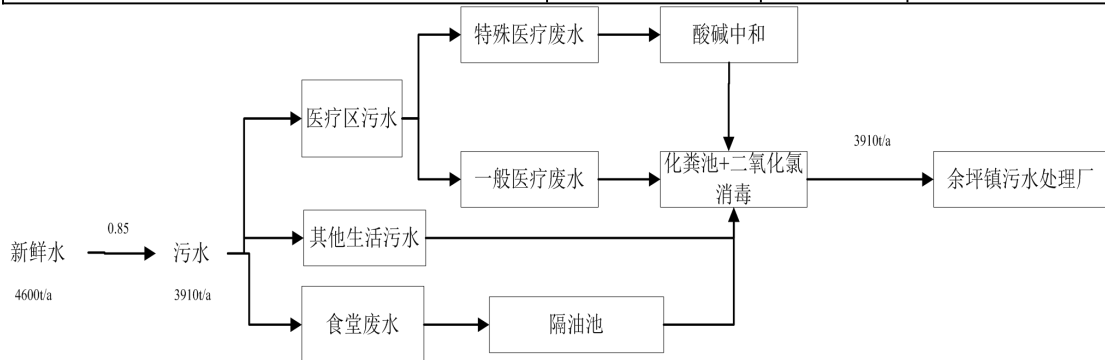 特殊医疗废水
酸碱中和
医疗区污水
3910t/a
一般医疗废水
化粪池+二氧化氯
消毒
余坪镇污水处理厂
0.85
其他生活污水
新鲜水
污水
4600t/a
3910t/a
食堂废水
隔油池